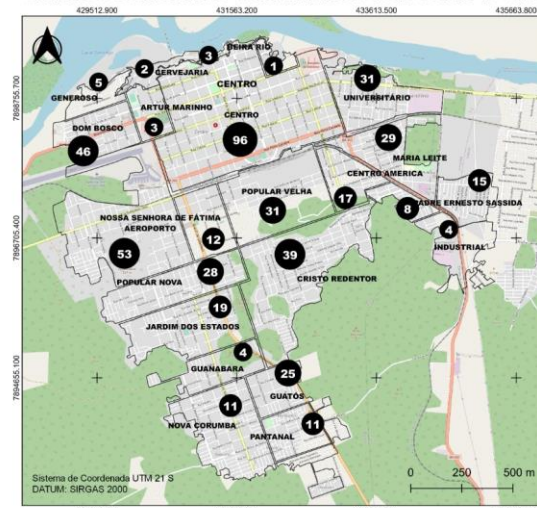 429512.900 431563.200 433613.500 435663.800
7898755.700
7896705.400
7894655.100
BEIRA RIO
3
1
2
CERVEJARIA
5
GENEROSO
CENTRO
31
UNIVERSITÁRIO
ARTUR MARINHO
CENTRO
DOM BOSCO
3
96
29
46
MARIA LEITE
CENTRO AMERICA
15
POPULAR VELHA
17
PADRE ERNESTO SASSIDA
31
8
NOSSA SENHORA DE FÁTIMA
AEROPORTO
12
4
INDUSTRIAL
53
39
28
POPULAR NOVA
CRISTO REDENTOR
19
JARDIM DOS ESTADOS
4
GUANABARA
25
GUATÓS
11
NOVA CORUMBA
11
PANTANAL
Sistema de Coordenada UTM 21 S
DATUM: SIRGAS 2000
0 250 500 m